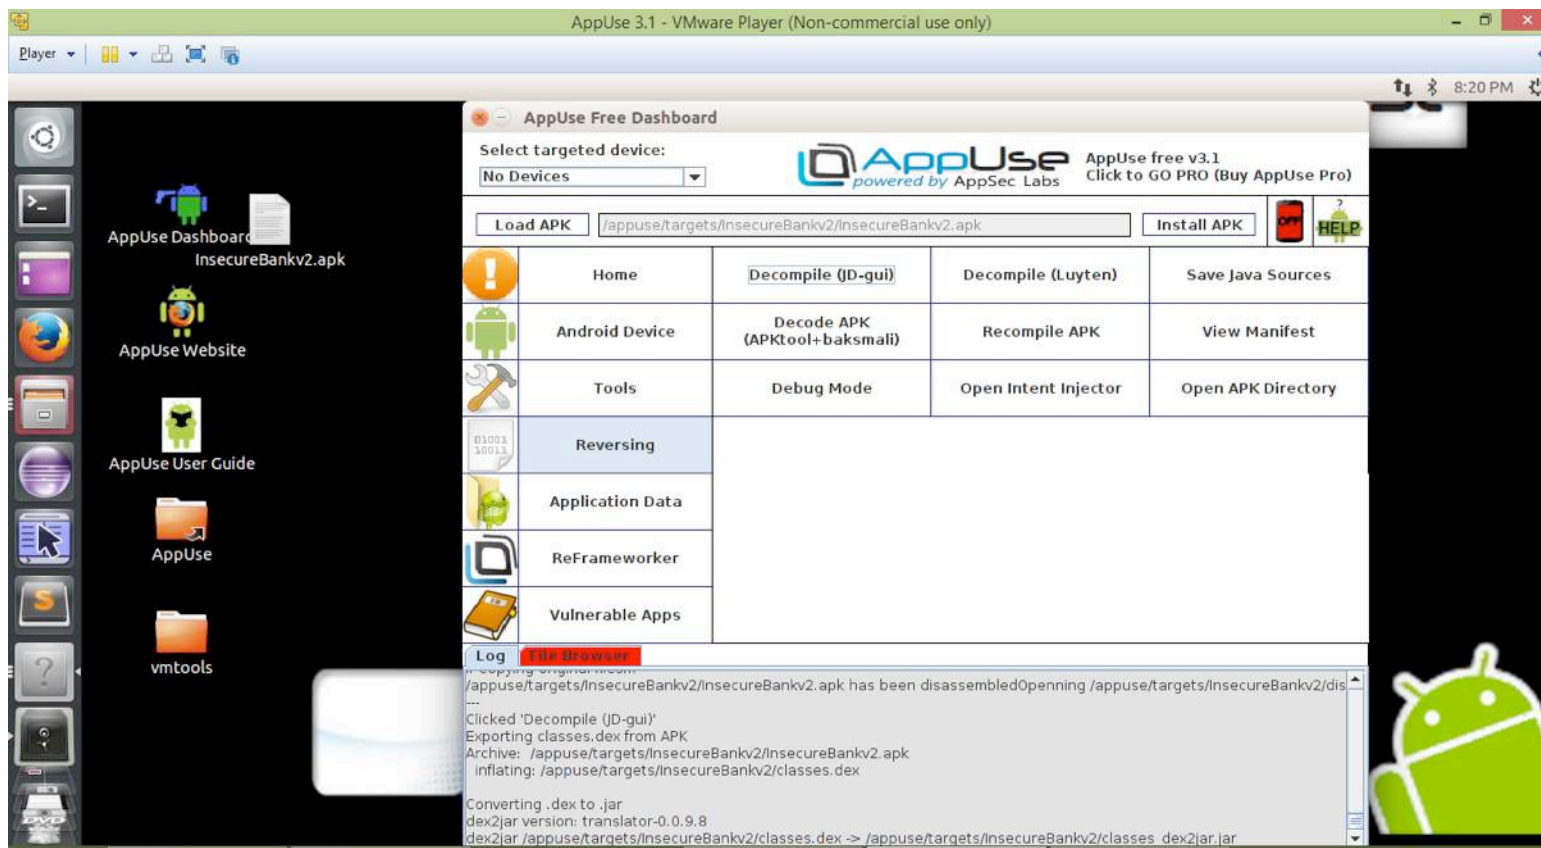 AppUse 3.1 - VMware Player (Non-commercial use only)
Player
8:20 PM
AppUse Free Dashboard
Select targeted device:
No Devices
AppUse
powered by AppSec Labs
AppUse free v3.1
Click to GO PRO (Buy AppUse Pro)
Load APK
/appuse/targets/InsecureBankv2/InsecureBankv2.apk
Install APK
OFF
?
HELP
AppUse Dashboard
InsecureBankv2.apk
AppUse Website
AppUse User Guide
AppUse
vmtools
Home
Decompile (JD-gui)
Decompile (Luyten)
Save Java Sources
Android Device
Decode APK
(APKtool+baksmali)
Recompile APK
View Manifest
Tools
Debug Mode
Open Intent Injector
Open APK Directory
01001
10011
Reversing
Application Data
ReFrameworker
Vulnerable Apps
Log
File Browser
/appuse/targets/InsecureBankv2/InsecureBankv2.apk has been disassembledOpenning /appuse/targets/InsecureBankv2/dis
---
Clicked 'Decompile (JD-gui)'
Exporting classes.dex from APK
Archive: /appuse/targets/InsecureBankv2/InsecureBankv2.apk
inflating: /appuse/targets/InsecureBankv2/classes.dex
Converting .dex to .jar
dex2jar version: translator-0.0.9.8
dex2jar /appuse/targets/InsecureBankv2/classes.dex -> /appuse/targets/InsecureBankv2/classes_dex2jar.jar
DVD